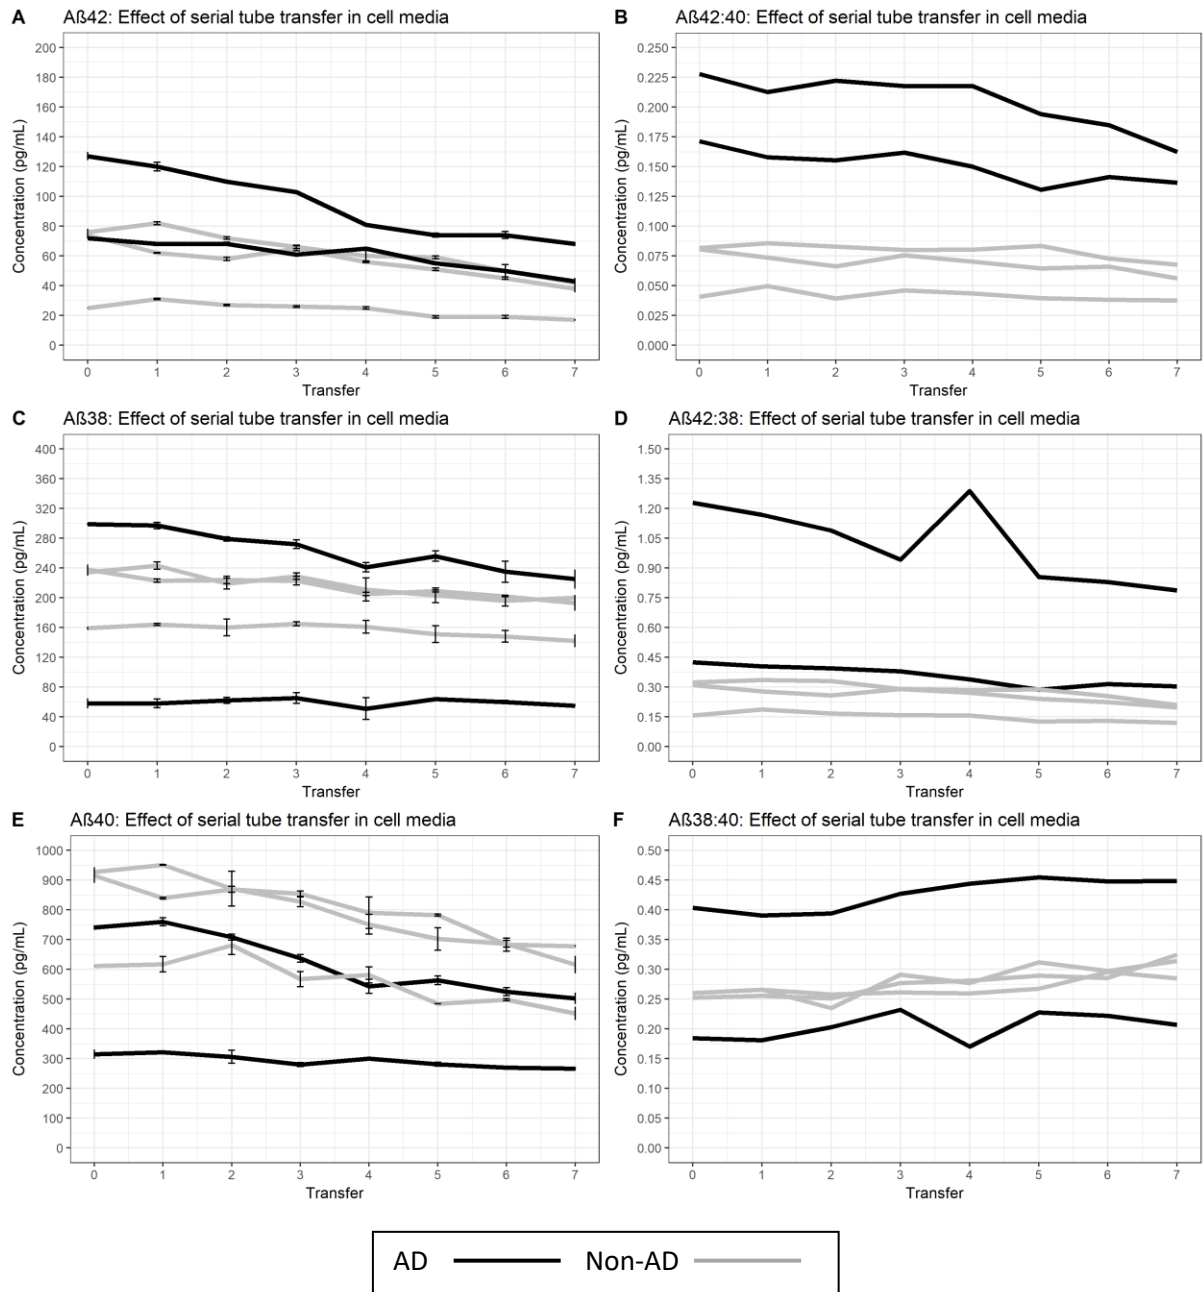 A Aß42: Effect of serial tube transfer in cell media
Concentration (pg/mL)
200
180
160
140
120
100
80
60
40
20
0
0 1 2 3 4 5 6 7
Transfer
B Aß42:40: Effect of serial tube transfer in cell media
Concentration (pg/mL)
0.250
0.225
0.200
0.175
0.150
0.125
0.100
0.075
0.050
0.025
0.000
0 1 2 3 4 5 6 7
Transfer
C Aß38: Effect of serial tube transfer in cell media
Concentration (pg/mL)
400
360
320
280
240
200
160
120
80
40
0
0 1 2 3 4 5 6 7
Transfer
D Aß42:38: Effect of serial tube transfer in cell media
Concentration (pg/mL)
1.50
1.35
1.20
1.05
0.90
0.75
0.60
0.45
0.30
0.15
0.00
0 1 2 3 4 5 6 7
Transfer
E Aß40: Effect of serial tube transfer in cell media
Concentration (pg/mL)
1000
900
800
700
600
500
400
300
200
100
0
0 1 2 3 4 5 6 7
Transfer
F Aß38:40: Effect of serial tube transfer in cell media
Concentration (pg/mL)
0.50
0.45
0.40
0.35
0.30
0.25
0.20
0.15
0.10
0.05
0.00
0 1 2 3 4 5 6 7
Transfer
AD Non-AD